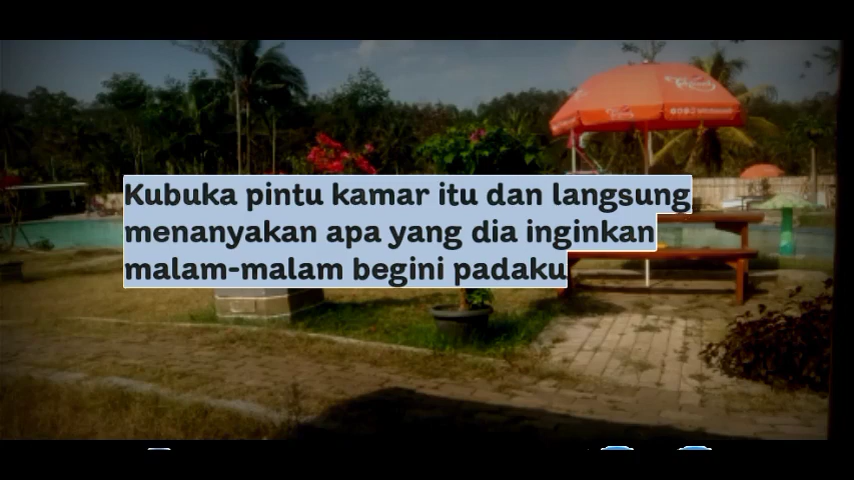 Kubuka pintu kamar itu dan langsung
menanyakan apa yang dia inginkan
malam-malam begini padaku